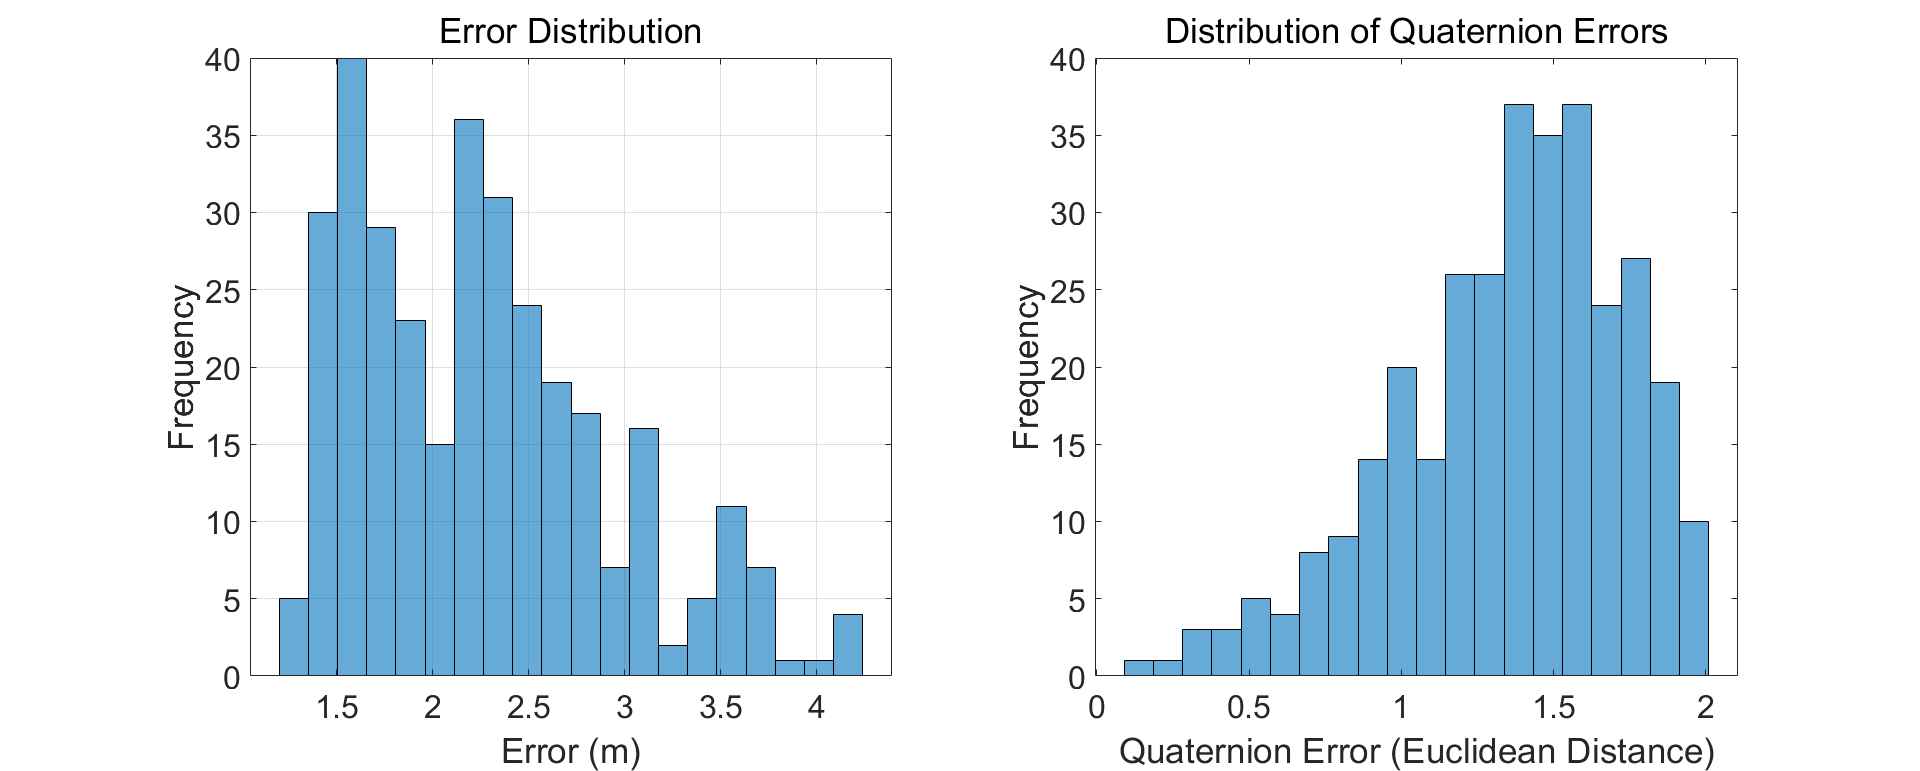 Error Distribution
40
35
30
25
20
15
10
5
0
Frequency
1.5 2 2.5 3 3.5 4
Error (m)
Distribution of Quaternion Errors
40
35
30
25
20
15
10
5
0
Frequency
0 0.5 1 1.5 2
Quaternion Error (Euclidean Distance)